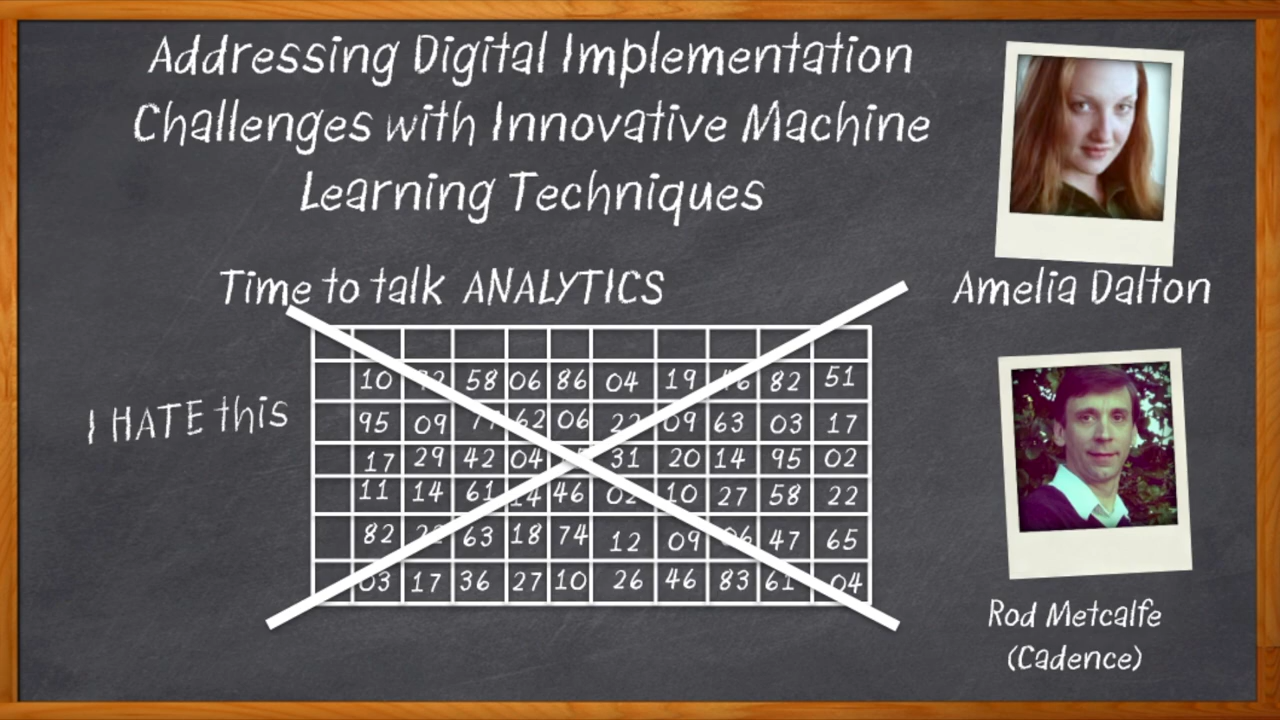 Addressing Digital Implementation
Challenges with Innovative Machine
Learning Techniques
Time to talk ANALYTICS
Amelia Dalton
I HATE this
10 58 06 86 04 19 82 51
95 09 62 06 22 09 63 03 17
17 29 42 04 31 20 14 95 02
11 14 61 14 46 02 10 27 58 22
82 63 18 74 12 09 06 47 65
03 17 36 27 10 26 46 83 61 04
Rod Metcalfe
(Cadence)